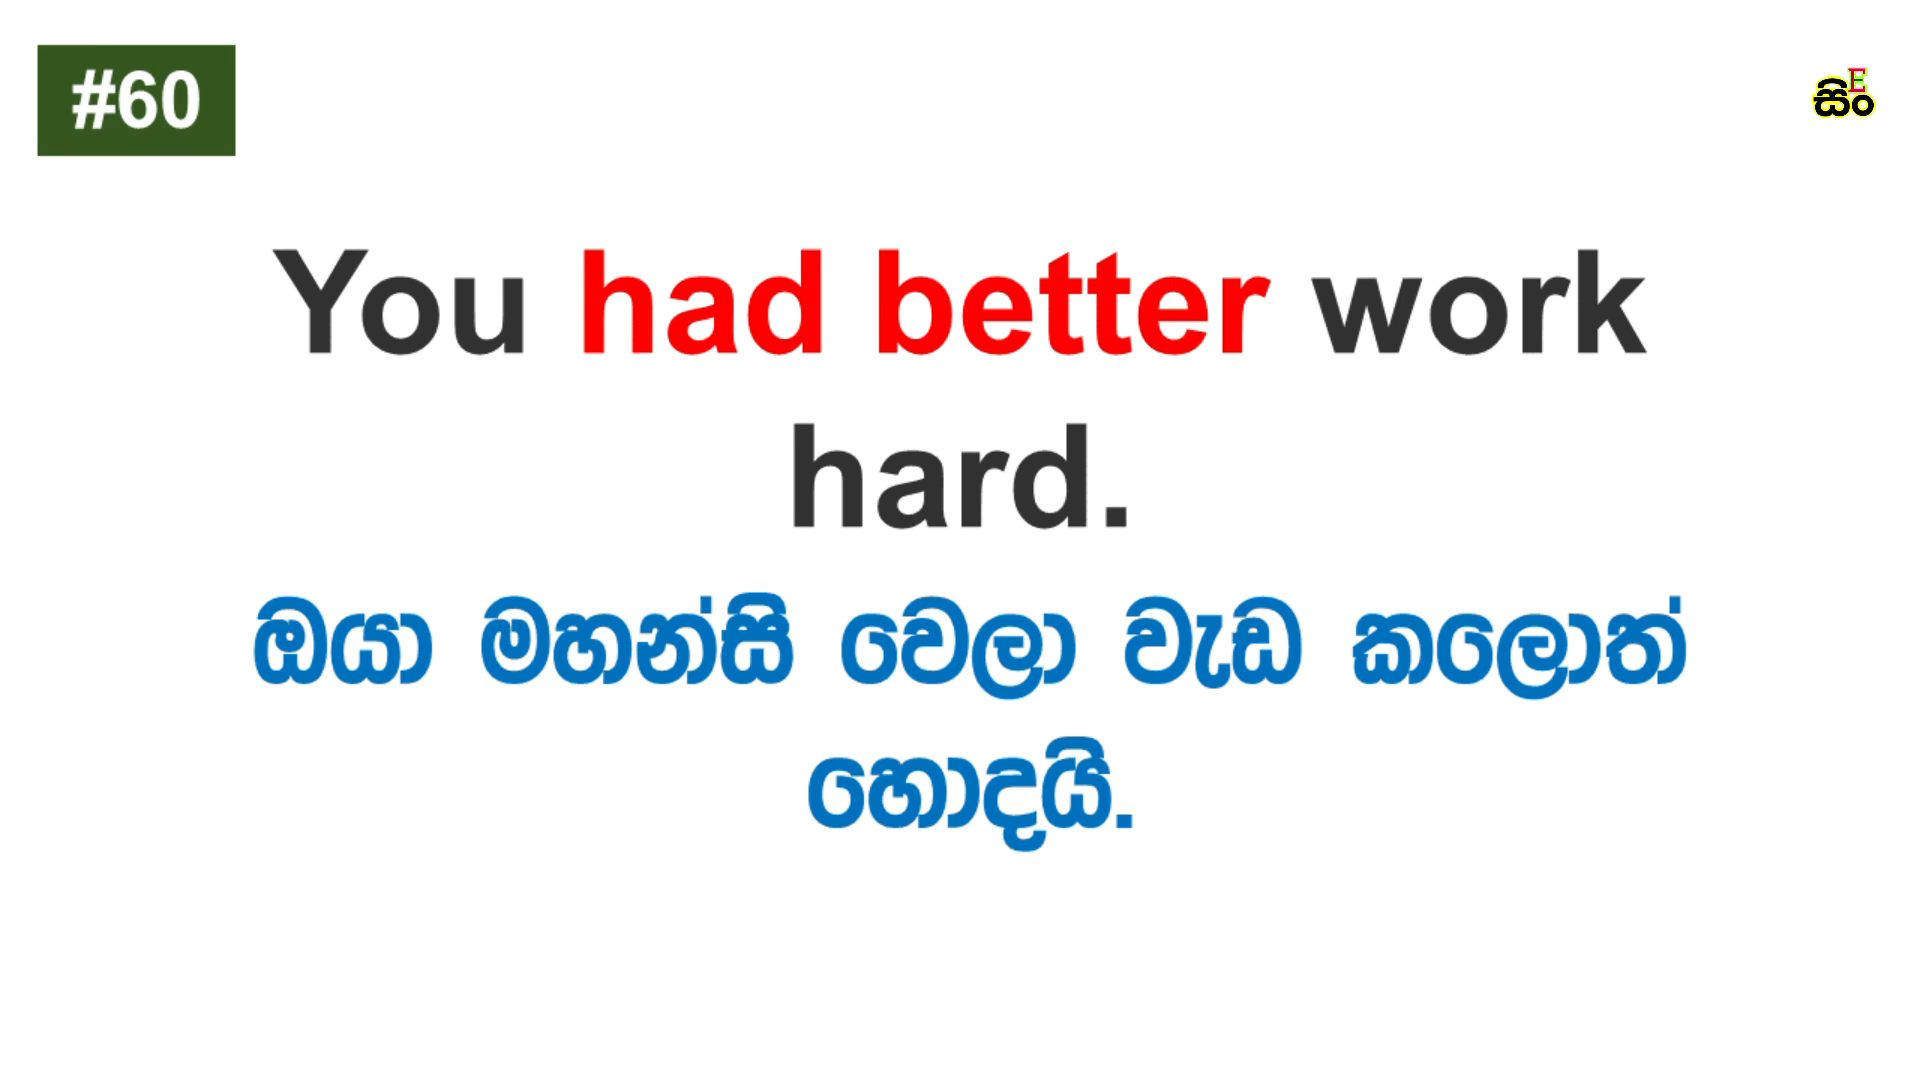 #60
සිං
E
You had better work
hard.
ඔයා මහන්සි වෙලා වැඩ කලොත්
හොදයි.